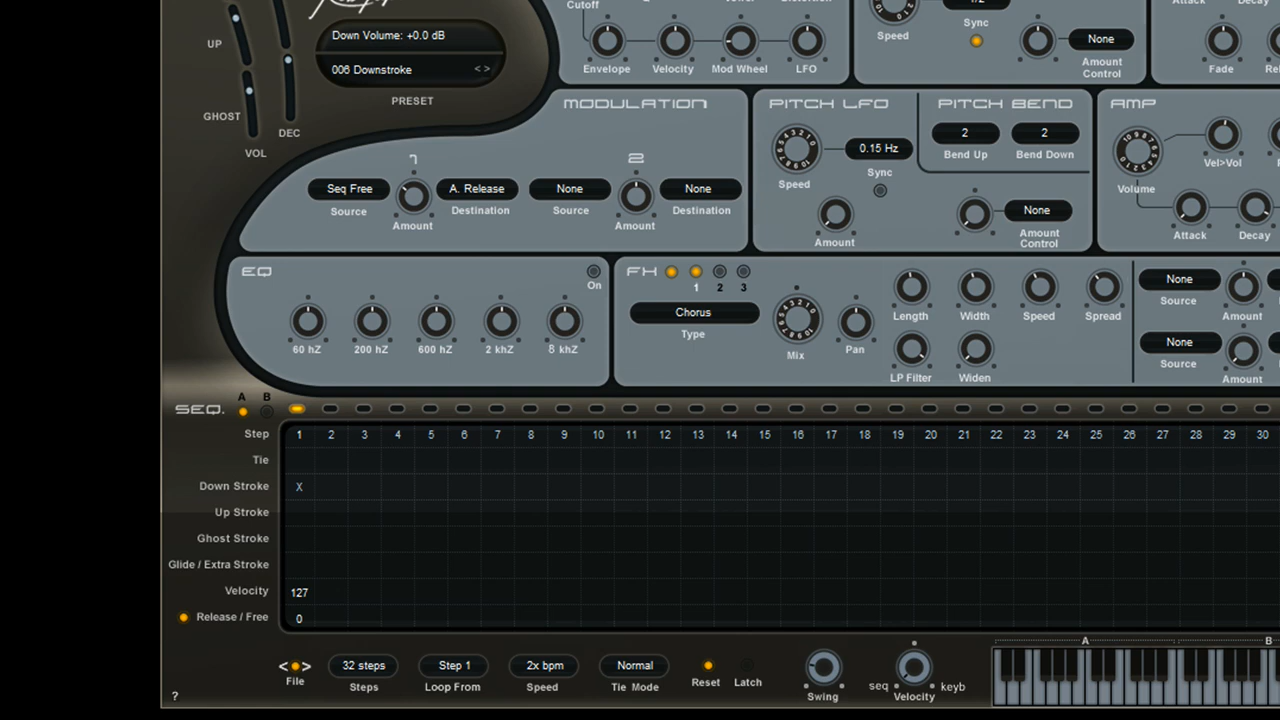 Cutoff
UP
Down Volume: +0.0 dB
006 Downstroke
< >
PRESET
GHOST
DEC
VOL
Envelope
Velocity
Mod Wheel
LFO
Speed
1/2
Sync
None
Amount
Control
Attack
Decay
Fade
MODULATION
1
Seq Free
Source
Amount
A. Release
Destination
2
None
Source
Amount
None
Destination
PITCH LFO
Speed
0.15 Hz
Sync
Amount
PITCH BEND
2
Bend Up
2
Bend Down
None
Amount
Control
AMP
Volume
Vel>Vol
Attack
Decay
EQ
On
60 hZ
200 hZ
600 hZ
2 khZ
8 khZ
FX
1
2
3
Chorus
Type
Mix
Pan
Length
Width
Speed
Spread
LP Filter
Widen
None
Source
Amount
None
Source
Amount
SEQ.
A
B
Step 1 2 3 4 5 6 7 8 9 10 11 12 13 14 15 16 17 18 19 20 21 22 23 24 25 26 27 28 29 30
Tie
Down Stroke X
Up Stroke
Ghost Stroke
Glide / Extra Stroke
Velocity 127
Release / Free 0
?
< >
File
32 steps
Steps
Step 1
Loop From
2x bpm
Speed
Normal
Tie Mode
Reset
Latch
Swing
seq
Velocity
keyb
A
B